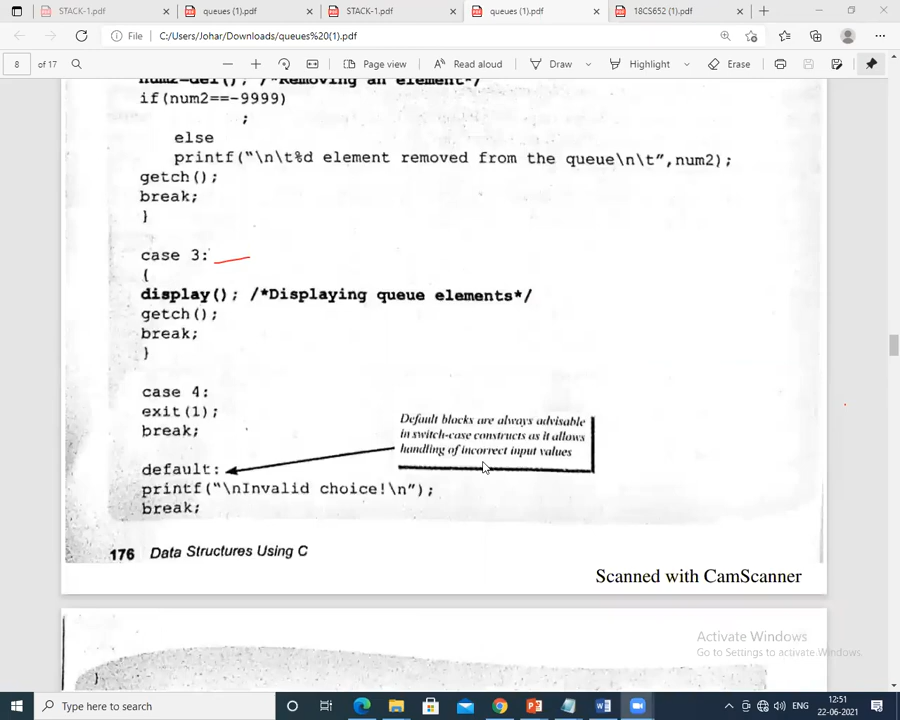 STACK-1.pdf
queues (1).pdf
STACK-1.pdf
queues (1).pdf
18CS652 (1).pdf
File C:/Users/Johar/Downloads/queues%20(1).pdf
8 of 17 Page view Read aloud Draw Highlight Erase
num2=del(); /*Removing an element*/
if(num2==-9999)
;
else
printf("\n\t%d element removed from the queue\n\t",num2);
getch();
break;
}
case 3:
{
display(); /*Displaying queue elements*/
getch();
break;
}
case 4:
exit(1);
break;
Default blocks are always advisable
in switch-case constructs as it allows
handling of incorrect input values
default:
printf("\nInvalid choice!\n");
break;
176 Data Structures Using C
Scanned with CamScanner
Activate Windows
Go to Settings to activate Windows.
}
Type here to search
12:51
22-06-2021